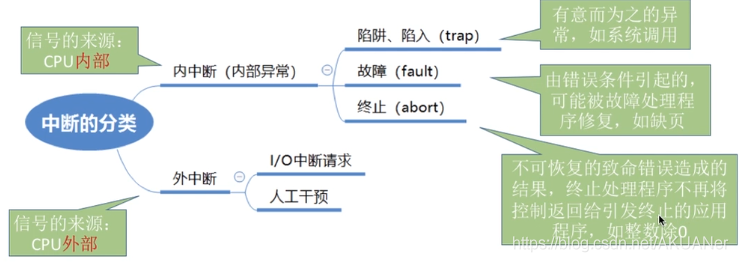 信号的来源：
CPU内部
中断的分类
内中断（内部异常）
陷阱、陷入（trap）
故障（fault）
终止（abort）
外中断
I/O中断请求
人工干预
信号的来源：
CPU外部
有意而为之的异
常，如系统调用
由错误条件引起的，
可能被故障处理程
序修复，如缺页
不可恢复的致命错误造成的
结果，终止处理程序不再将
控制返回给引发终止的应用
程序，如整数除0
https://blog.csdn.net/AKUANer